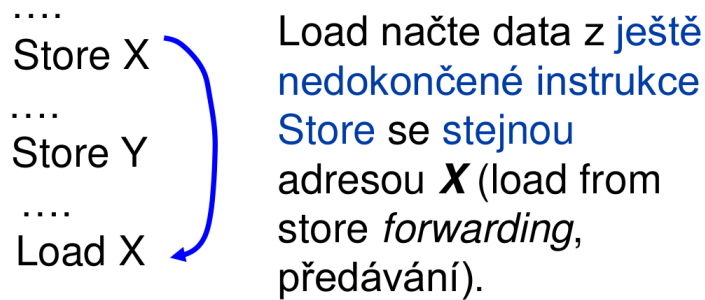 ....
Store X
....
Store Y
....
Load X
Load načte data z ještě
nedokončené instrukce
Store se stejnou
adresou X (load from
store forwarding,
předávání).